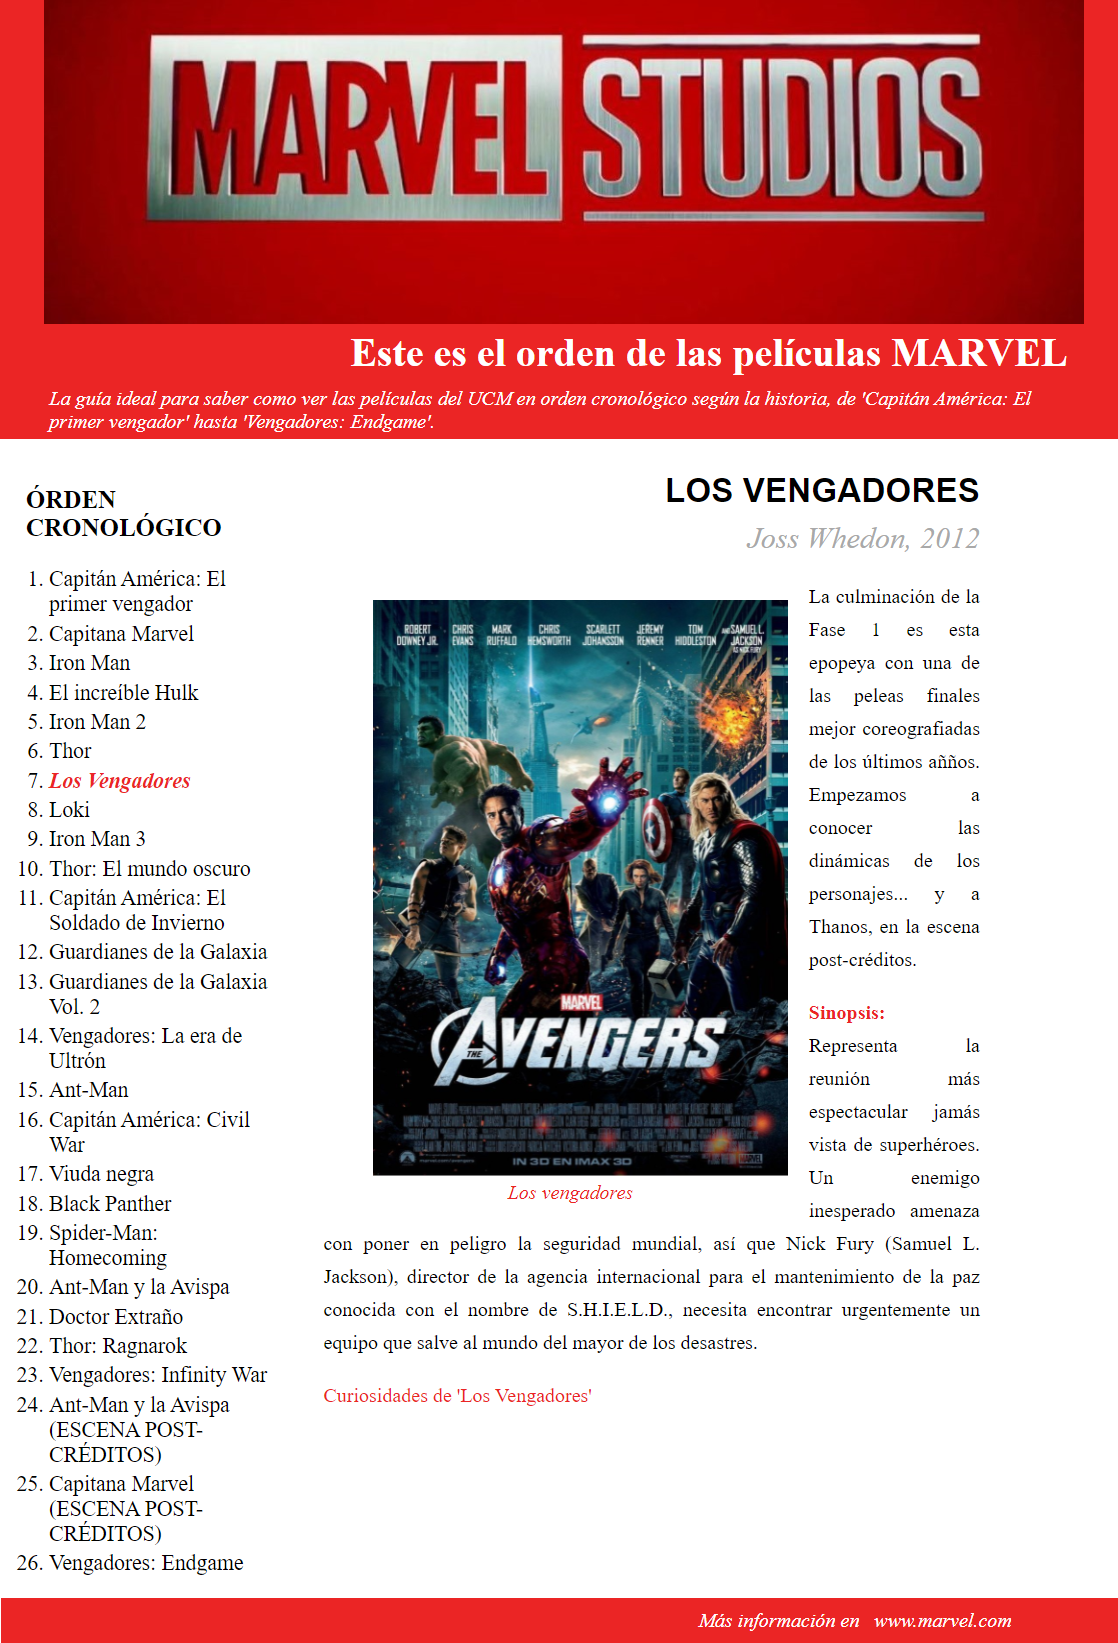 MARVEL STUDIOS
Este es el orden de las películas MARVEL
La guía ideal para saber como ver las películas del UCM en orden cronológico según la historia, de 'Capitán América: El
primer vengador' hasta 'Vengadores: Endgame'.
ÓRDEN
CRONOLÓGICO
1. Capitán América: El
primer vengador
2. Capitana Marvel
3. Iron Man
4. El increíble Hulk
5. Iron Man 2
6. Thor
7. Los Vengadores
8. Loki
9. Iron Man 3
10. Thor: El mundo oscuro
11. Capitán América: El
Soldado de Invierno
12. Guardianes de la Galaxia
13. Guardianes de la Galaxia
Vol. 2
14. Vengadores: La era de
Ultrón
15. Ant-Man
16. Capitán América: Civil
War
17. Viuda negra
18. Black Panther
19. Spider-Man:
Homecoming
20. Ant-Man y la Avispa
21. Doctor Extraño
22. Thor: Ragnarok
23. Vengadores: Infinity War
24. Ant-Man y la Avispa
(ESCENA POST-
CRÉDITOS)
25. Capitana Marvel
(ESCENA POST-
CRÉDITOS)
26. Vengadores: Endgame
LOS VENGADORES
Joss Whedon, 2012
ROBERT DOWNEY JR. CHRIS EVANS MARK RUFFALO CHRIS HEMSWORTH SCARLETT JOHANSSON JEREMY RENNER TOM HIDDLESTON AND SAMUEL L. JACKSON AS NICK FURY
MARVEL
THE AVENGERS
IN 3D EN IMAX 3D
MARVEL
Los vengadores
La culminación de la
Fase 1 es esta
epopeya con una de
las peleas finales
mejor coreografiadas
de los últimos añños.
Empezamos a
conocer las
dinámicas de los
personajes... y a
Thanos, en la escena
post-créditos.
Sinopsis:
Representa la
reunión más
espectacular jamás
vista de superhéroes.
Un enemigo
inesperado amenaza
con poner en peligro la seguridad mundial, así que Nick Fury (Samuel L.
Jackson), director de la agencia internacional para el mantenimiento de la paz
conocida con el nombre de S.H.I.E.L.D., necesita encontrar urgentemente un
equipo que salve al mundo del mayor de los desastres.
Curiosidades de 'Los Vengadores'
Más información en www.marvel.com